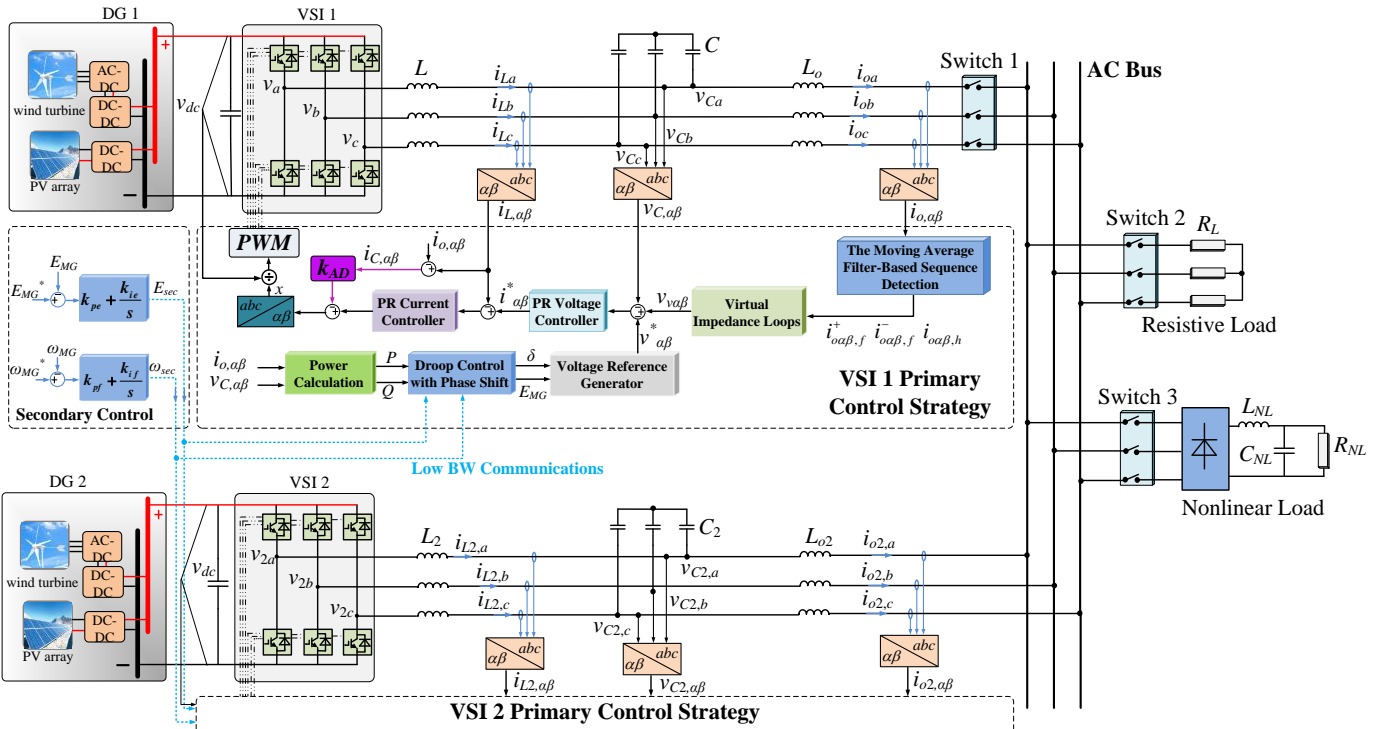 DG 1
VSI 1
wind turbine
AC-DC
DC-DC
PV array
DC-DC
+
−
v_dc
v_a
v_b
v_c
L
i_La
i_Lb
i_Lc
C
v_Ca
v_Cb
v_Cc
L_o
i_oa
i_ob
i_oc
Switch 1
AC Bus
abc
αβ
abc
αβ
abc
αβ
i_L,αβ
v_C,αβ
i_o,αβ
PWM
÷
x
abc
αβ
k_AD
i_C,αβ
i_o,αβ
PR Current
Controller
i*_αβ
PR Voltage
Controller
v_vαβ
v*_αβ
Virtual
Impedance Loops
The Moving Average
Filter-Based Sequence
Detection
i⁺_oαβ,f i⁻_oαβ,f i_oαβ,h
i_o,αβ
v_C,αβ
Power
Calculation
P
Q
Droop Control
with Phase Shift
δ
E_MG
Voltage Reference
Generator
VSI 1 Primary
Control Strategy
E_MG
E_MG*
k_pe + k_ie/s
E_sec
ω_MG
ω_MG*
k_pf + k_if/s
ω_sec
Secondary Control
Low BW Communications
Switch 2
R_L
Resistive Load
Switch 3
L_NL
C_NL
R_NL
Nonlinear Load
DG 2
VSI 2
wind turbine
AC-DC
DC-DC
PV array
DC-DC
+
−
v_dc
v_2a
v_2b
v_2c
L_2
i_L2,a
i_L2,b
i_L2,c
C_2
v_C2,a
v_C2,b
v_C2,c
L_o2
i_o2,a
i_o2,b
i_o2,c
abc
αβ
abc
αβ
abc
αβ
i_L2,αβ
v_C2,αβ
i_o2,αβ
VSI 2 Primary Control Strategy